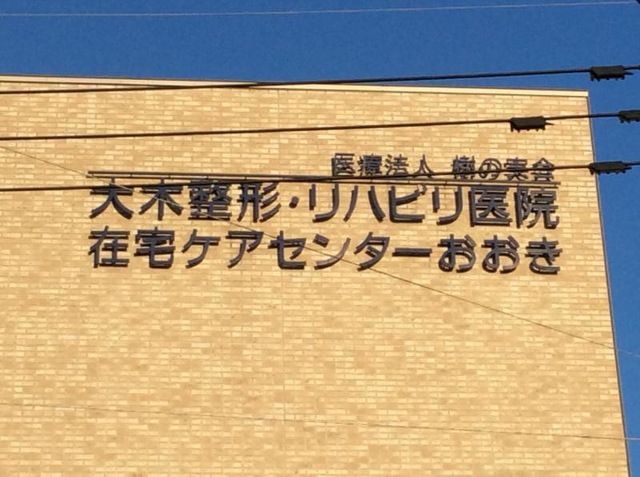 医療法人 樹の実会
大木整形・リハビリ医院
在宅ケアセンターおおき